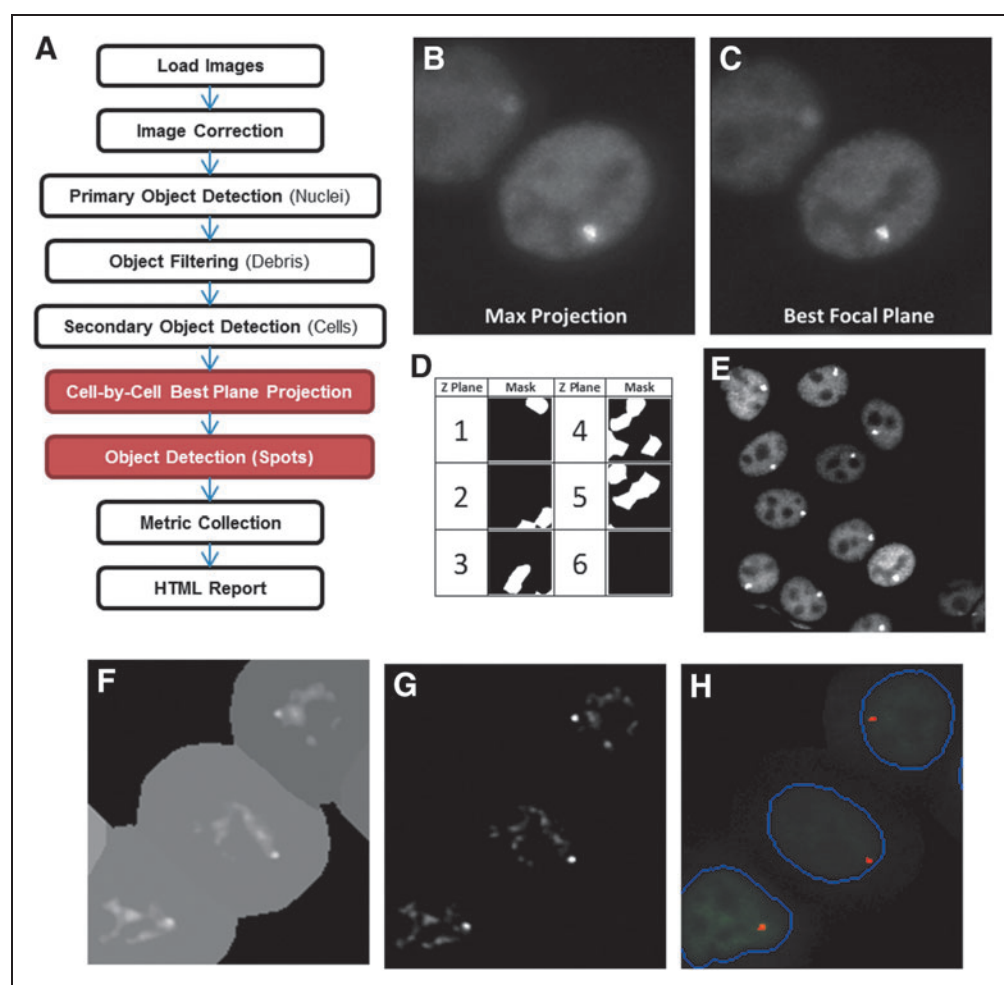 A
Load Images
Image Correction
Primary Object Detection (Nuclei)
Object Filtering (Debris)
Secondary Object Detection (Cells)
Cell-by-Cell Best Plane Projection
Object Detection (Spots)
Metric Collection
HTML Report
B
Max Projection
C
Best Focal Plane
D
Z Plane Mask Z Plane Mask
1 4
2 5
3 6
E
F
G
H